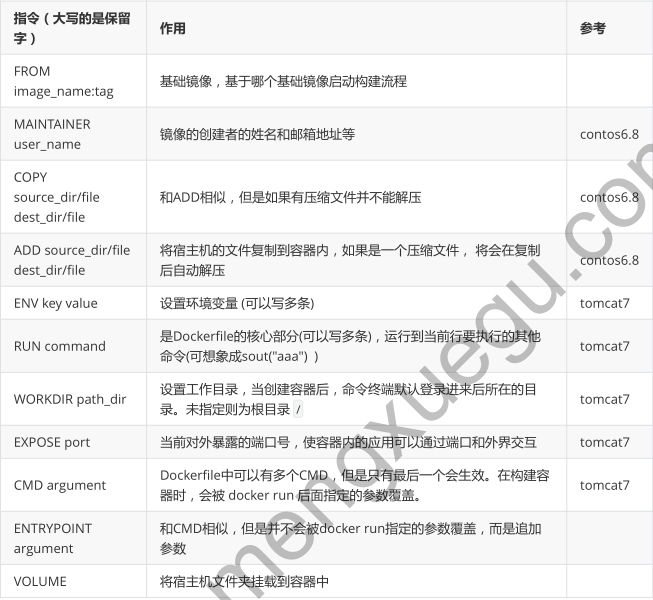 指令（大写的是保留
字）
作用
参考
FROM
image_name:tag
基础镜像，基于哪个基础镜像启动构建流程
MAINTAINER
user_name
镜像的创建者的姓名和邮箱地址等
contos6.8
COPY
source_dir/file
dest_dir/file
和ADD相似，但是如果有压缩文件并不能解压
contos6.8
ADD source_dir/file
dest_dir/file
将宿主机的文件复制到容器内，如果是一个压缩文件， 将会在复制
后自动解压
contos6.8
ENV key value
设置环境变量 (可以写多条)
tomcat7
RUN command
是Dockerfile的核心部分(可以写多条)，运行到当前行要执行的其他
命令(可想象成sout("aaa") )
tomcat7
WORKDIR path_dir
设置工作目录，当创建容器后，命令终端默认登录进来后所在的目
录。未指定则为根目录 /
tomcat7
EXPOSE port
当前对外暴露的端口号，使容器内的应用可以通过端口和外界交互
tomcat7
CMD argument
Dockerfile中可以有多个CMD，但是只有最后一个会生效。在构建容
器时，会被 docker run 后面指定的参数覆盖。
tomcat7
ENTRYPOINT
argument
和CMD相似，但是并不会被docker run指定的参数覆盖，而是追加
参数
VOLUME
将宿主机文件夹挂载到容器中
mengxuegu.com